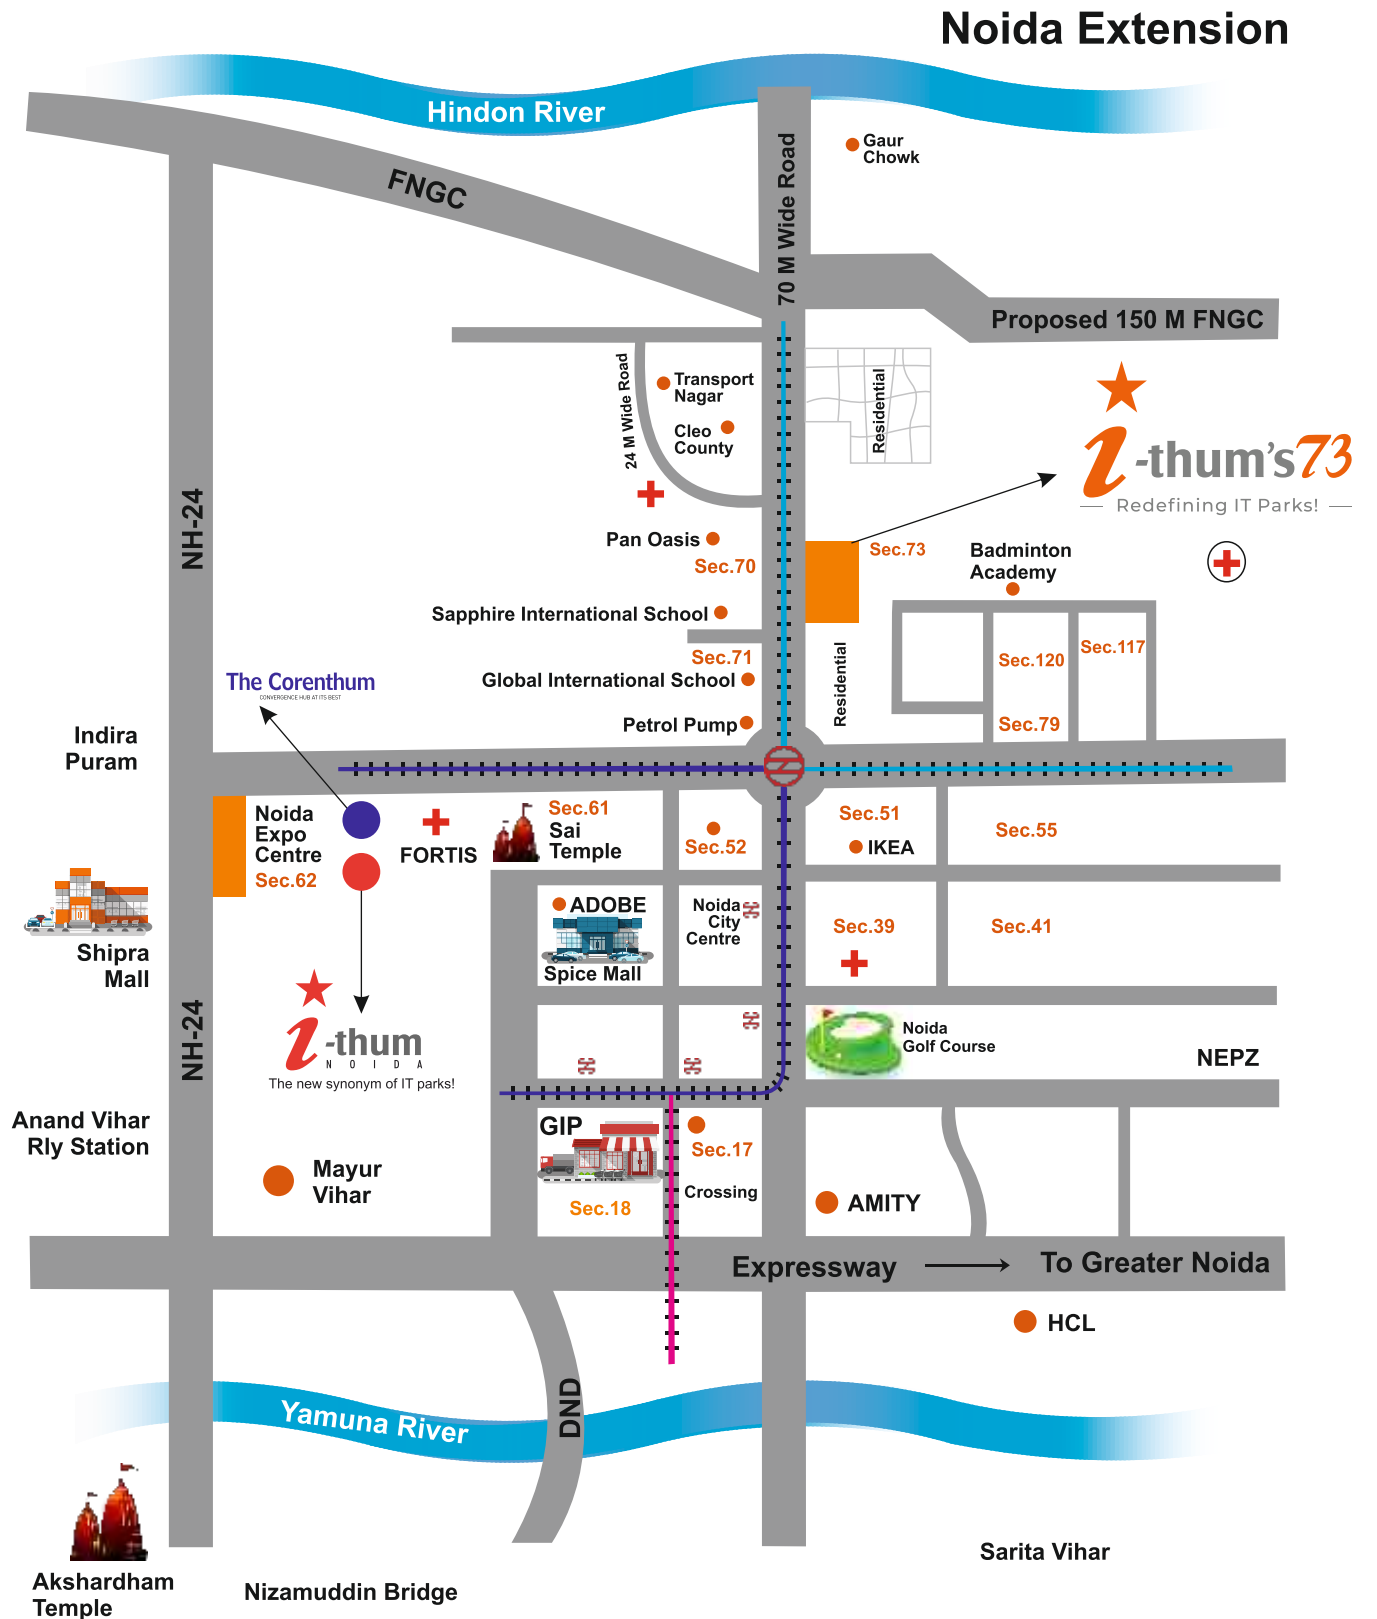 Noida Extension
Hindon River
Gaur
Chowk
70 M Wide Road
FNGC
Proposed 150 M FNGC
24 M Wide Road
Transport
Nagar
Cleo
County
Residential
i-thum's73
Redefining IT Parks!
NH-24
Pan Oasis
Sec.70
Sec.73
Badminton
Academy
Sapphire International School
Sec.71
Global International School
Petrol Pump
Residential
Sec.120
Sec.117
Sec.79
The Corenthum
CONVERGENCE HUB AT ITS BEST
Indira
Puram
Noida
Expo
Centre
Sec.62
FORTIS
Sec.61
Sai
Temple
Sec.52
Sec.51
IKEA
Sec.55
Shipra
Mall
ADOBE
Spice Mall
Noida
City
Centre
Sec.39
Sec.41
NH-24
i-thum
NOIDA
The new synonym of IT parks!
Noida
Golf Course
NEPZ
Anand Vihar
Rly Station
Mayur
Vihar
GIP
Sec.18
Sec.17
Crossing
AMITY
Expressway
To Greater Noida
HCL
DND
Yamuna River
Akshardham
Temple
Nizamuddin Bridge
Sarita Vihar